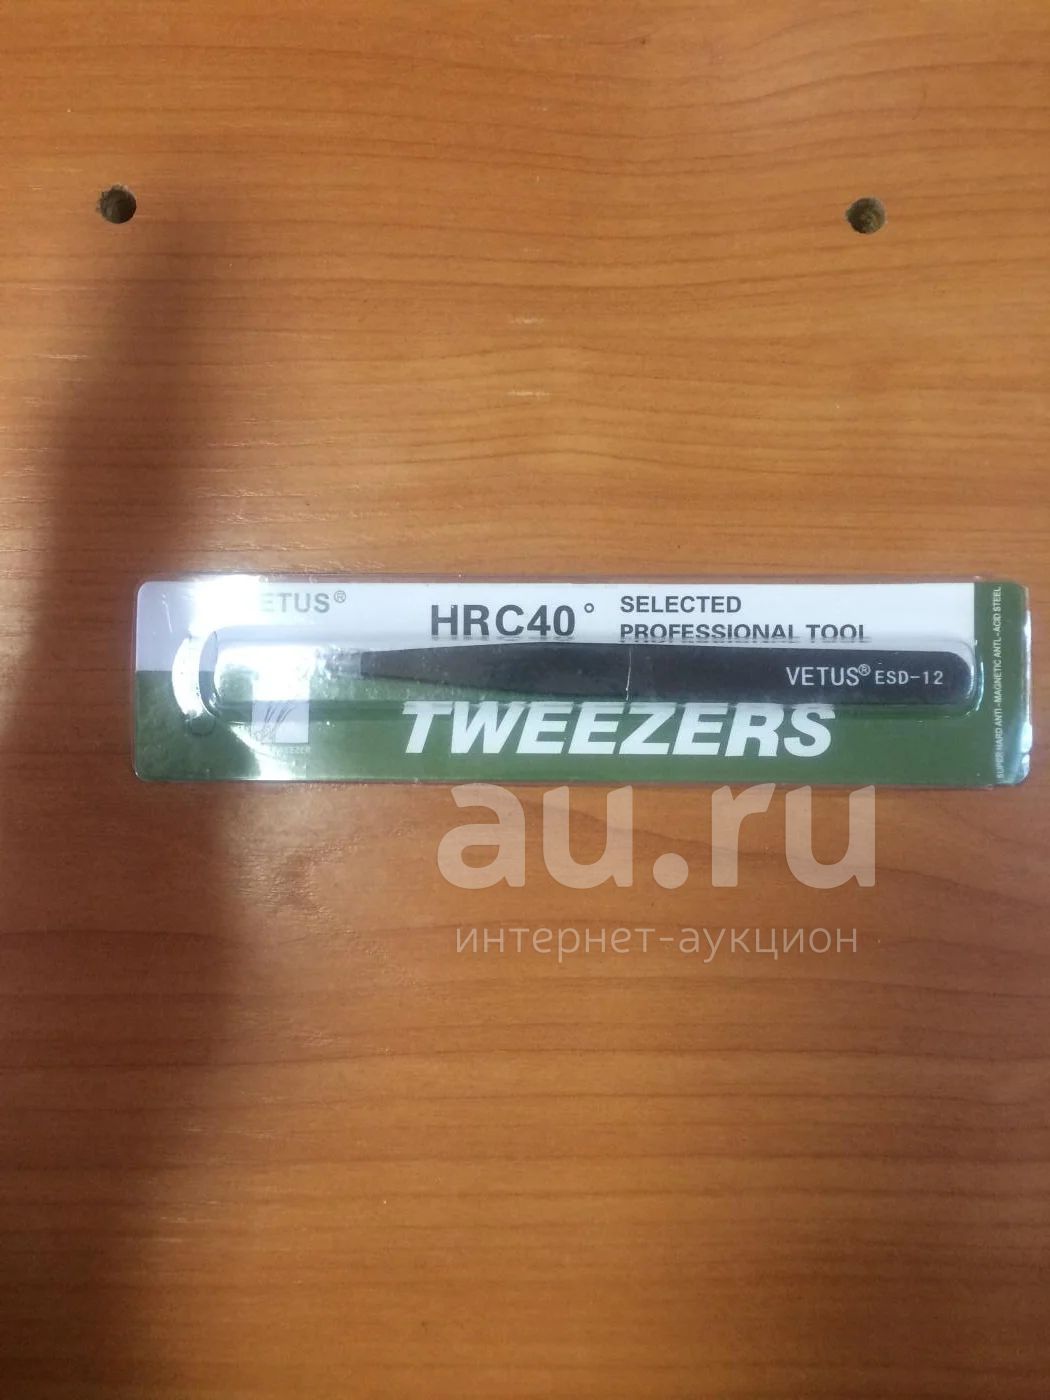 ETUS®
HRC40°
SELECTED
PROFESSIONAL TOOL
VETUS® ESD-12
TWEEZERS
SUPER HARD ANTI-MAGNETIC ANTI-ACID STEEL
au.ru
интернет-аукцион